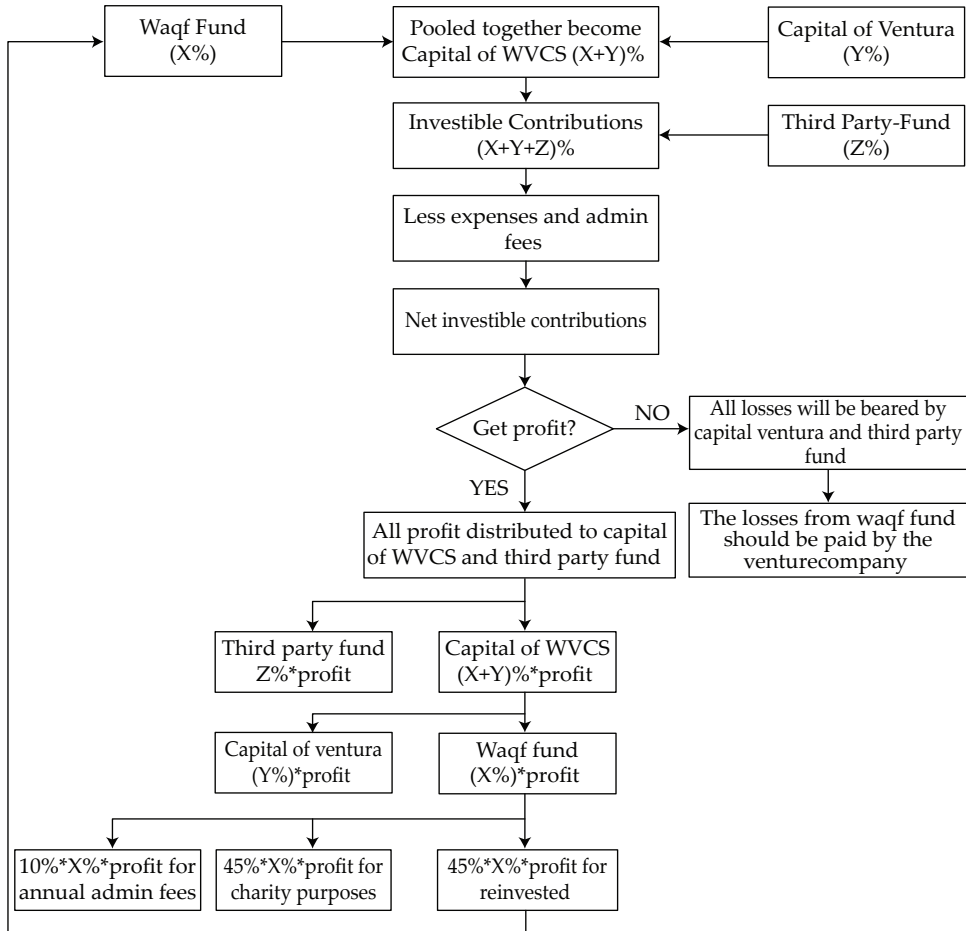 Waqf Fund
(X%)
Pooled together become
Capital of WVCS (X+Y)%
Capital of Ventura
(Y%)
Investible Contributions
(X+Y+Z)%
Third Party-Fund
(Z%)
Less expenses and admin
fees
Net investible contributions
Get profit?
NO
All losses will be beared by
capital ventura and third party
fund
YES
The losses from waqf fund
should be paid by the
venturecompany
All profit distributed to capital
of WVCS and third party fund
Third party fund
Z%*profit
Capital of WVCS
(X+Y)%*profit
Capital of ventura
(Y%)*profit
Waqf fund
(X%)*profit
10%*X%*profit for
annual admin fees
45%*X%*profit for
charity purposes
45%*X%*profit for
reinvested